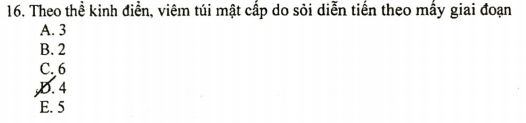 16. Theo thể kinh điển, viêm túi mật cấp do sỏi diễn tiến theo mấy giai đoạn
A. 3
B. 2
C. 6
D. 4
E. 5